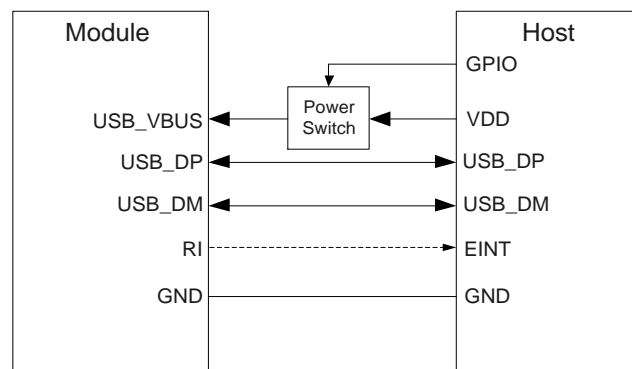 Module
Host
GPIO
Power
Switch
USB_VBUS
VDD
USB_DP
USB_DP
USB_DM
USB_DM
RI
EINT
GND
GND